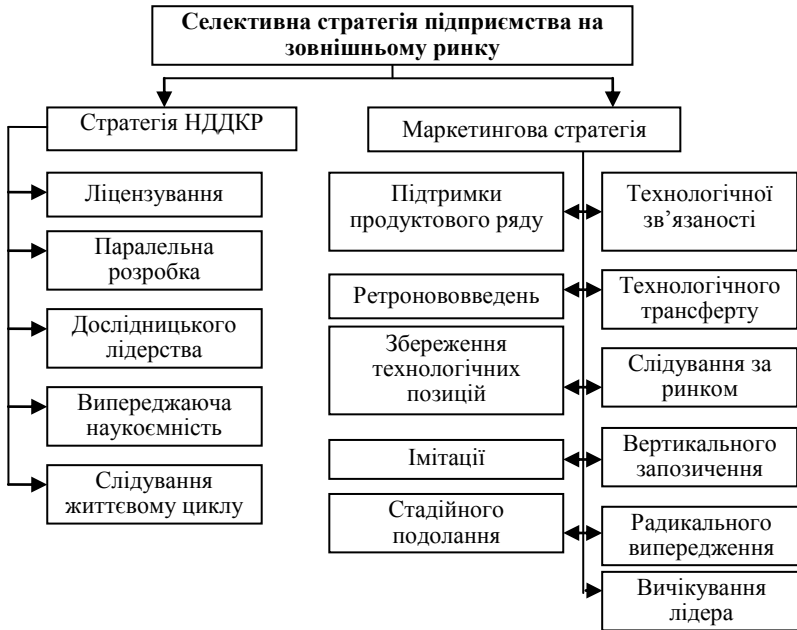 Селективна стратегія підприємства на
зовнішньому ринку
Стратегія НДДКР
Ліцензування
Паралельна
розробка
Дослідницького
лідерства
Випереджаюча
наукоємність
Слідування
життєвому циклу
Маркетингова стратегія
Підтримки
продуктового ряду
Технологічної
зв’язаності
Ретронововведень
Технологічного
трансферту
Збереження
технологічних
позицій
Слідування за
ринком
Імітації
Вертикального
запозичення
Стадійного
подолання
Радикального
випередження
Вичікування
лідера